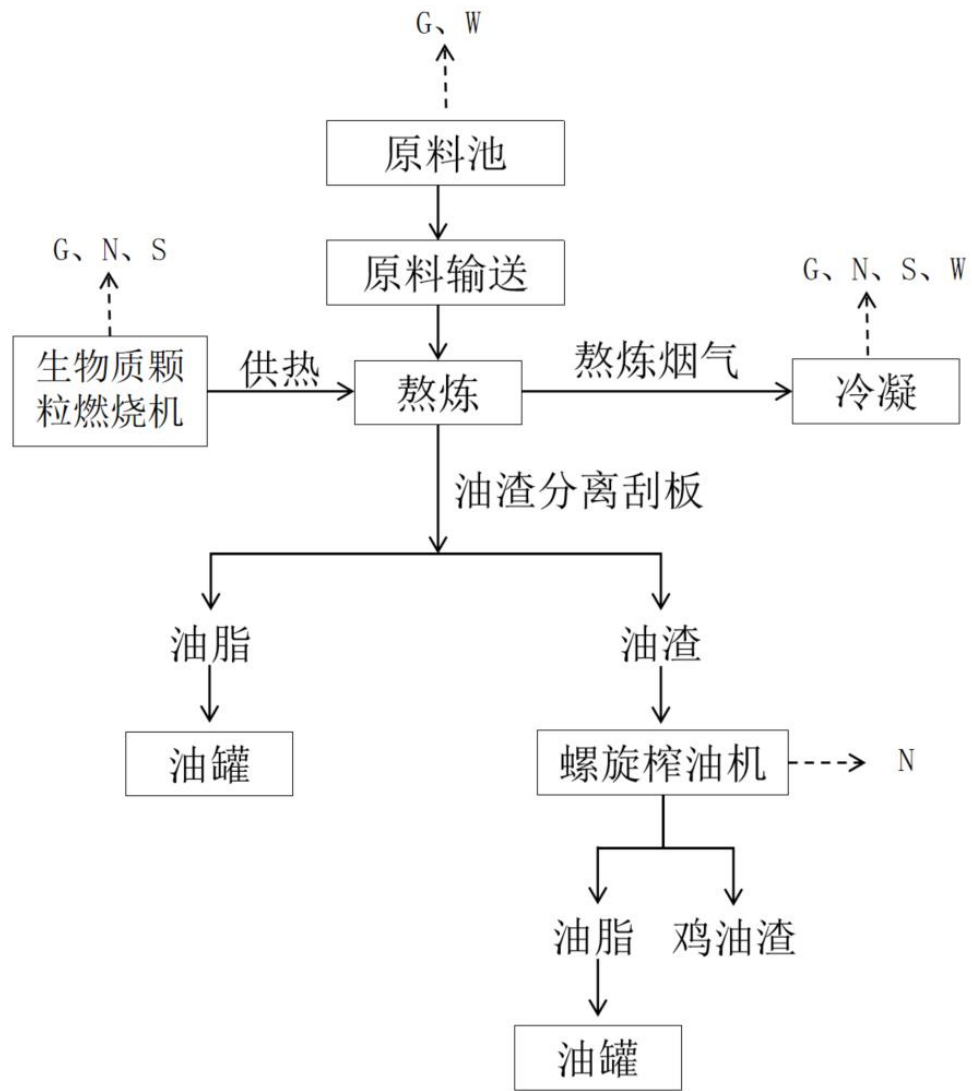 G、W
原料池
原料输送
G、N、S
生物质颗
粒燃烧机
供热
熬炼
熬炼烟气
G、N、S、W
冷凝
油渣分离刮板
油脂
油渣
油罐
螺旋榨油机
N
油脂
鸡油渣
油罐